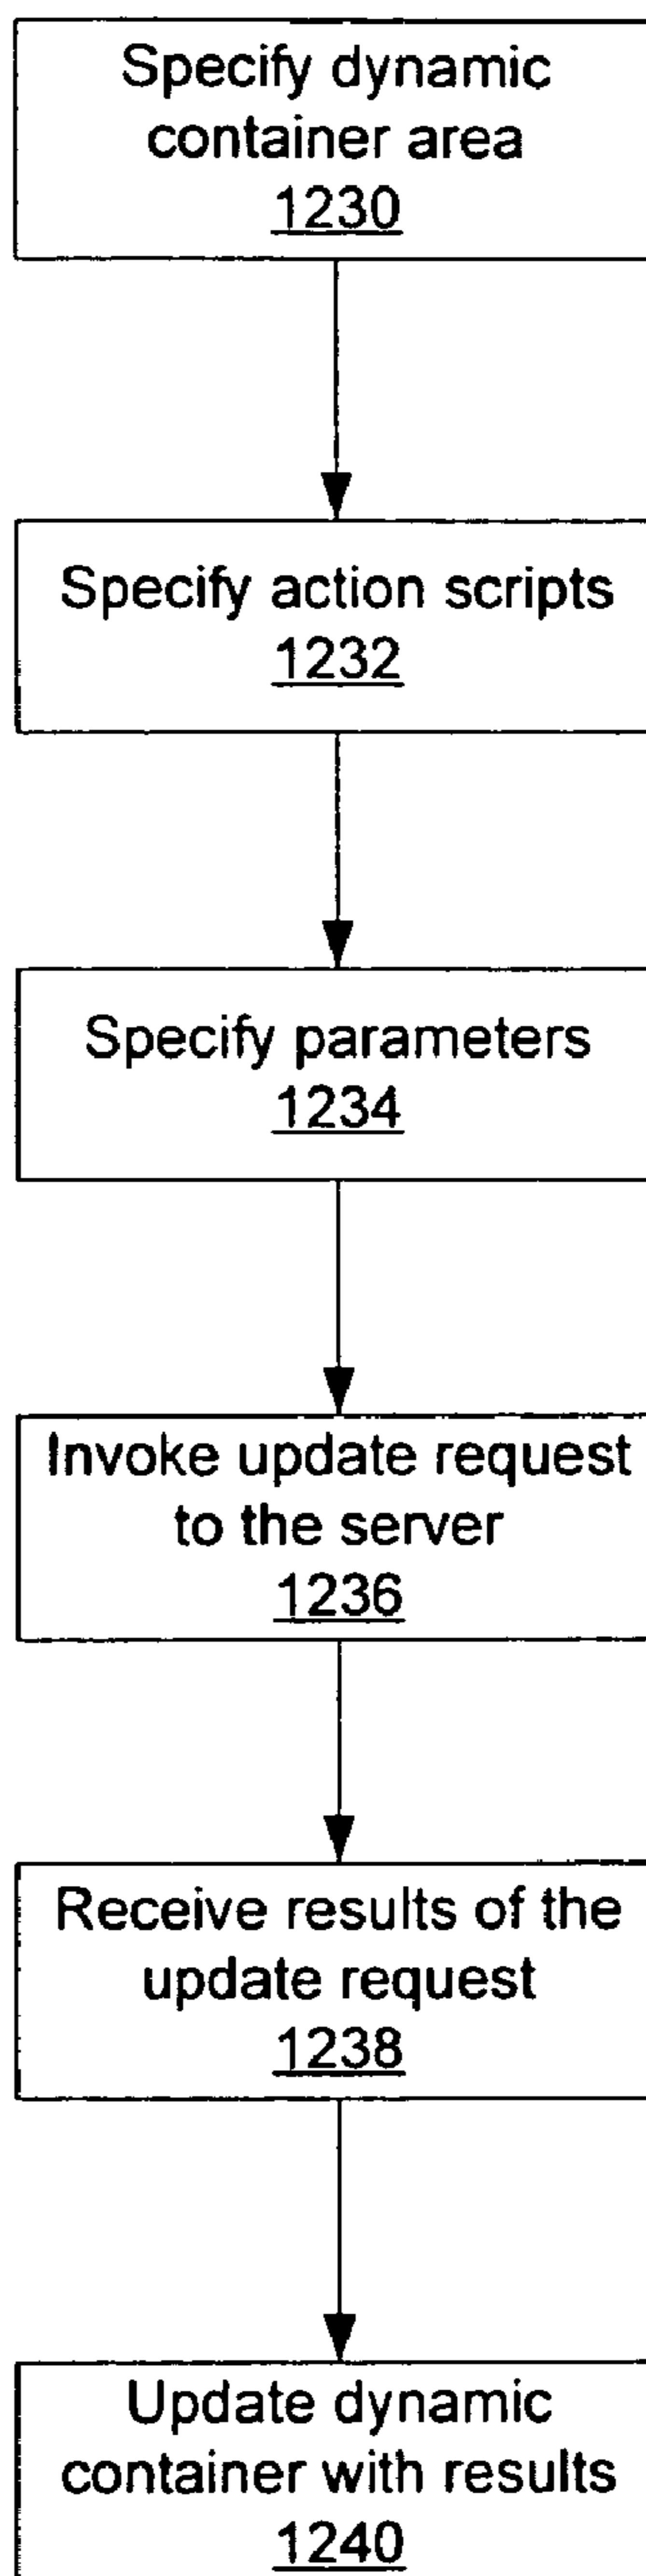 Specify dynamic
container area
1230
Specify action scripts
1232
Specify parameters
1234
Invoke update request
to the server
1236
Receive results of the
update request
1238
Update dynamic
container with results
1240